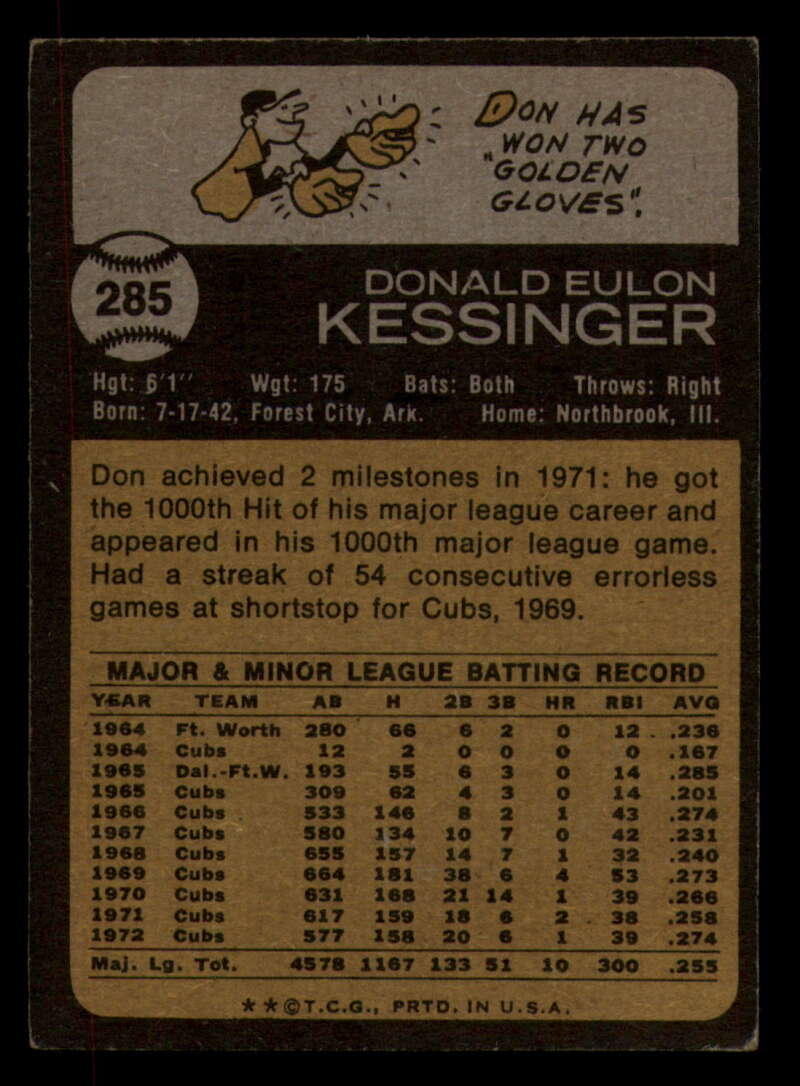 DON HAS
WON TWO
"GOLDEN
GLOVES".
285
DONALD EULON
KESSINGER
Hgt: 6'1" Wgt: 175 Bats: Both Throws: Right
Born: 7-17-42, Forest City, Ark. Home: Northbrook, Ill.
Don achieved 2 milestones in 1971: he got
the 1000th Hit of his major league career and
appeared in his 1000th major league game.
Had a streak of 54 consecutive errorless
games at shortstop for Cubs, 1969.
MAJOR & MINOR LEAGUE BATTING RECORD
YEAR TEAM AB H 2B 3B HR RBI AVG
1964 Ft. Worth 280 66 6 2 0 12 .236
1964 Cubs 12 2 0 0 0 0 .167
1965 Dal.-Ft.W. 193 55 6 3 0 14 .285
1965 Cubs 309 62 4 3 0 14 .201
1966 Cubs 533 146 8 2 1 43 .274
1967 Cubs 580 134 10 7 0 42 .231
1968 Cubs 655 157 14 7 1 32 .240
1969 Cubs 664 181 38 6 4 53 .273
1970 Cubs 631 168 21 14 1 39 .266
1971 Cubs 617 159 18 6 2 38 .258
1972 Cubs 577 158 20 6 1 39 .274
Maj. Lg. Tot. 4578 1167 133 51 10 300 .255
**©T.C.G., PRTD. IN U.S.A.